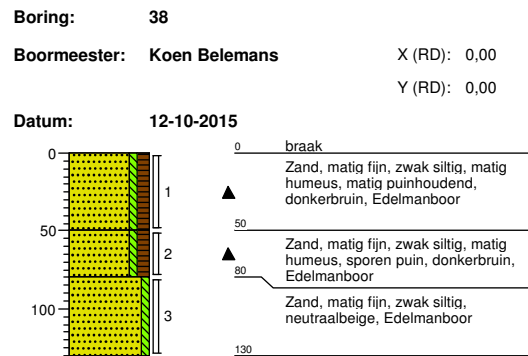 Boring: 38
Boormeester: Koen Belemans X (RD): 0,00
Y (RD): 0,00
Datum: 12-10-2015
0 0 braak
1 Zand, matig fijn, zwak siltig, matig
humeus, matig puinhoudend,
donkerbruin, Edelmanboor
50 50
2 Zand, matig fijn, zwak siltig, matig
humeus, sporen puin, donkerbruin,
80 Edelmanboor
100 3 Zand, matig fijn, zwak siltig,
neutraalbeige, Edelmanboor
130